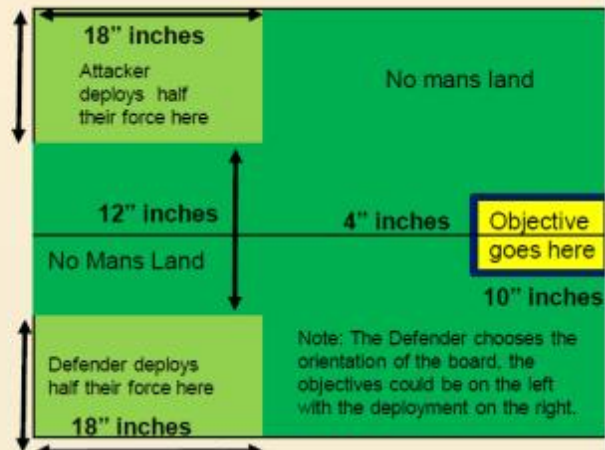 18” inches
Attacker
deploys half
their force here
No mans land
12” inches
4” inches
Objective
goes here
No Mans Land
10” inches
Defender deploys
half their force here
18” inches
Note: The Defender chooses the
orientation of the board, the
objectives could be on the left
with the deployment on the right.